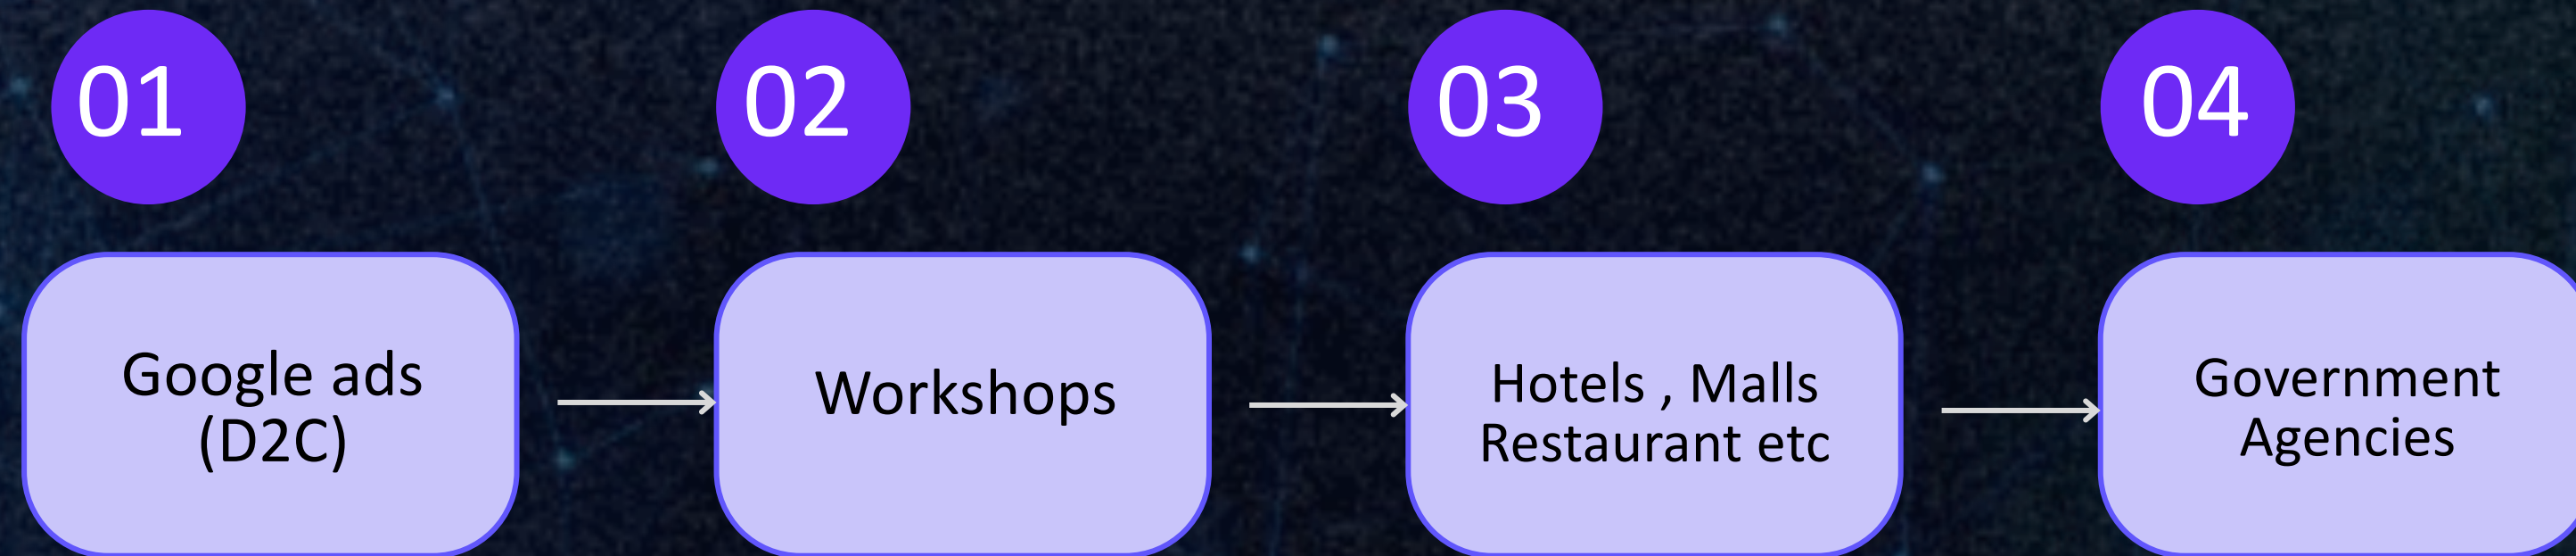 01
02
03
04
Google ads
(D2C)
Workshops
Hotels , Malls
Restaurant etc
Government
Agencies